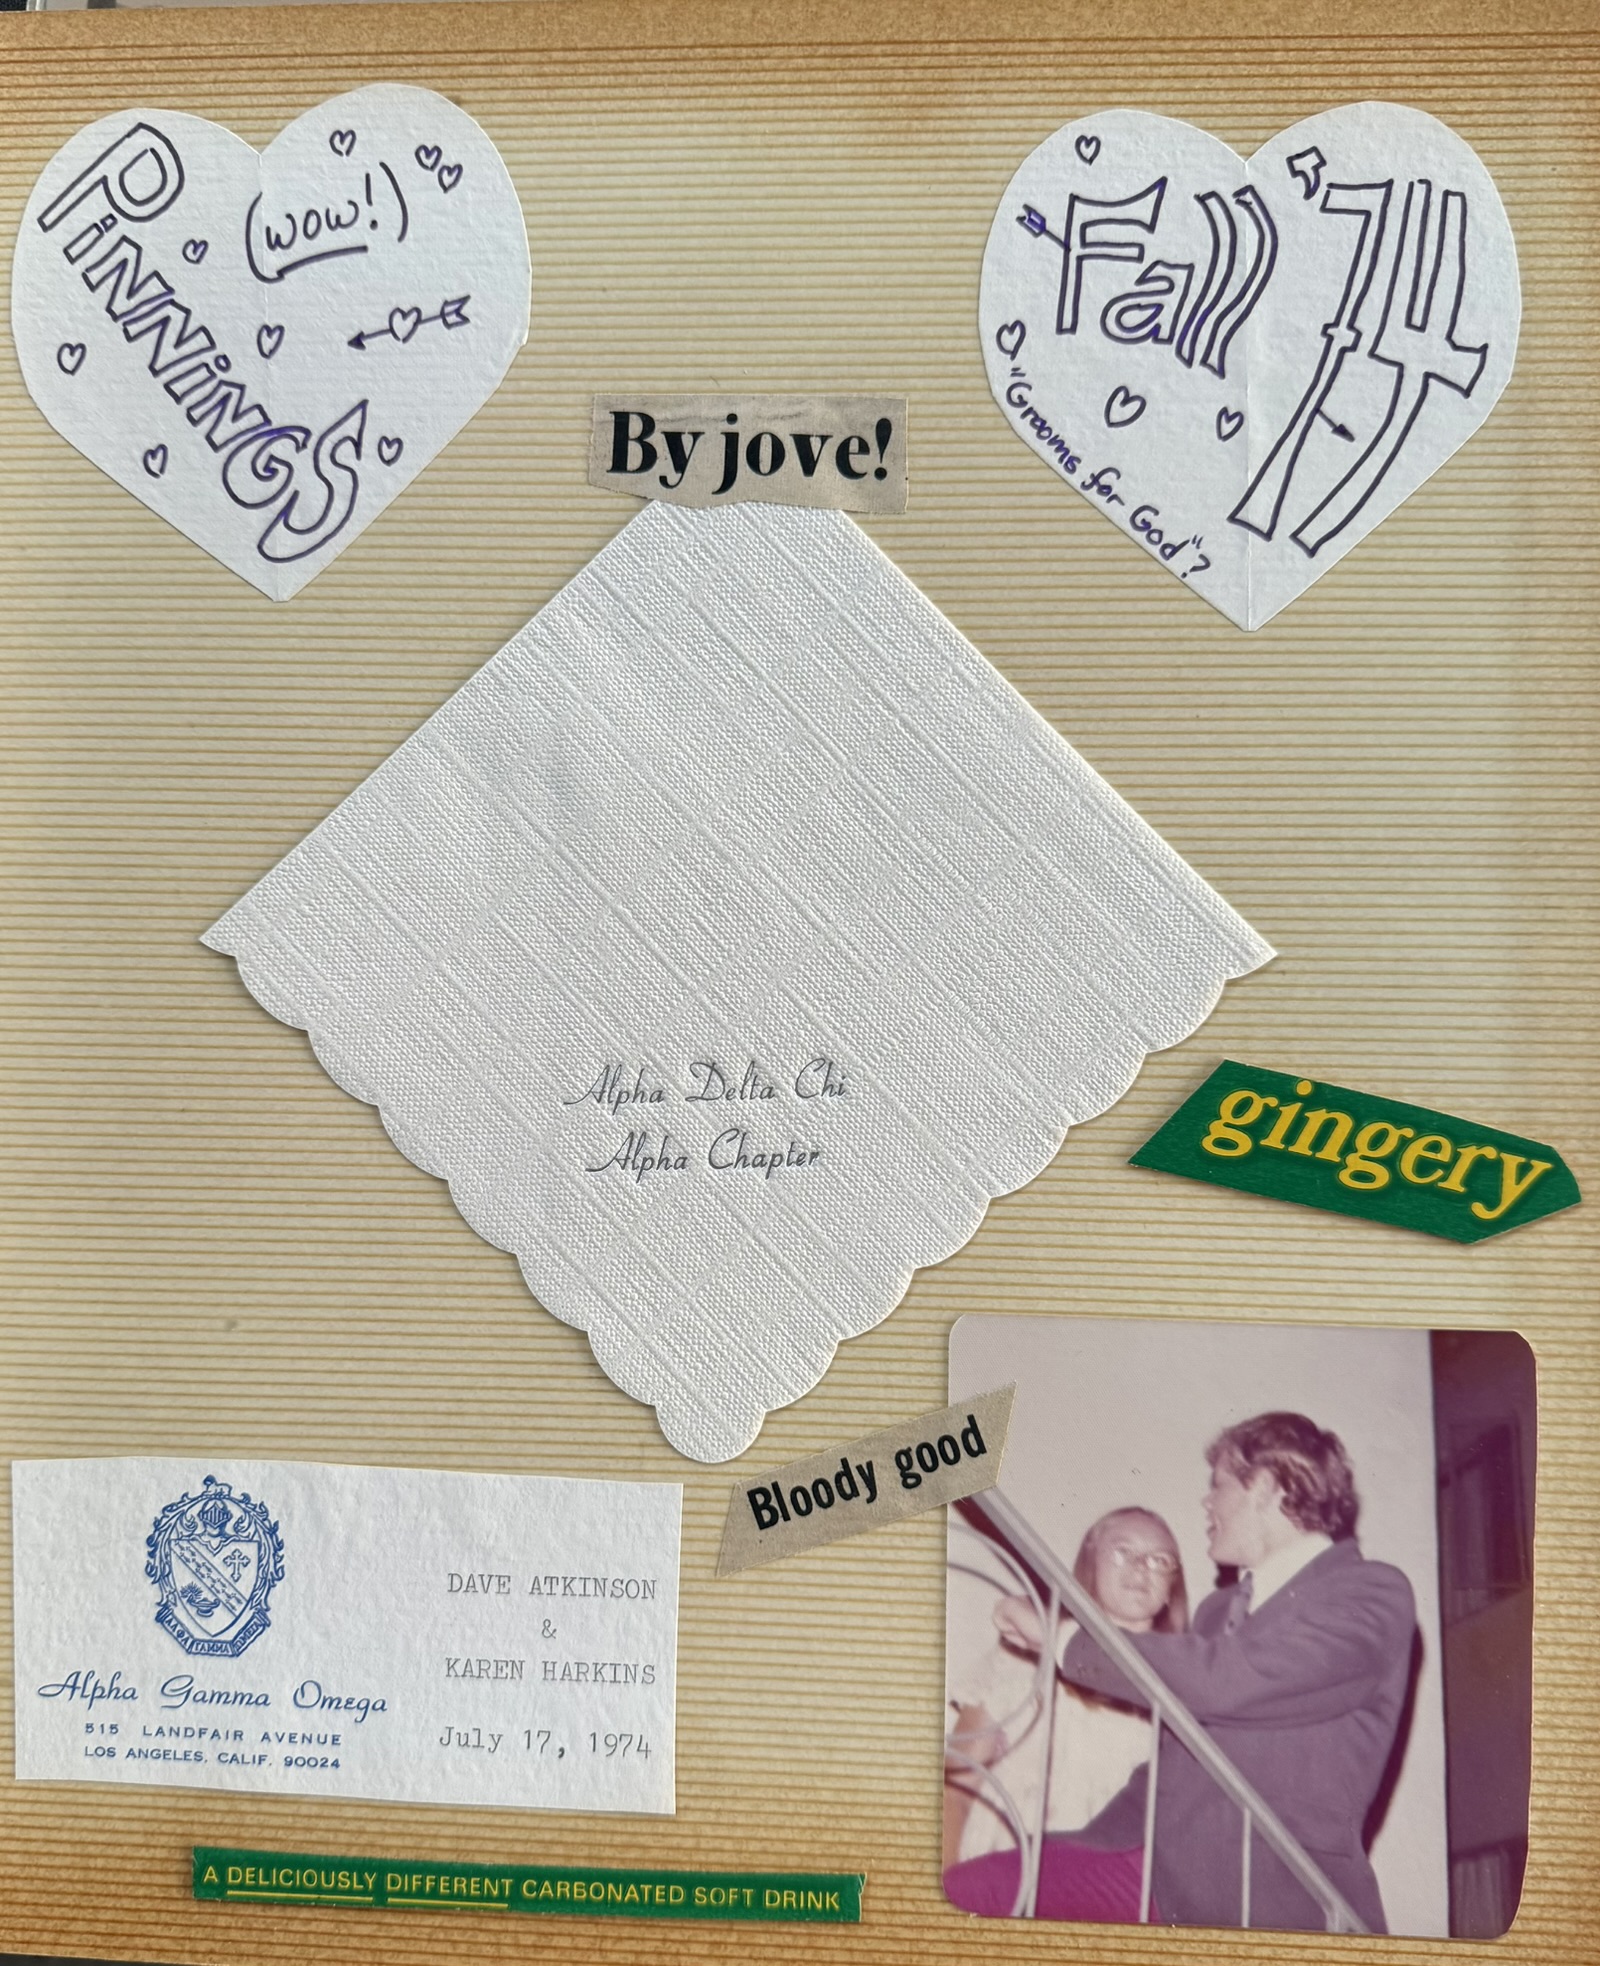 PiNNiNGS
(wow!)
Fall '74
"Grooms for God"?
By jove!
Alpha Delta Chi
Alpha Chapter
gingery
Bloody good
Alpha Gamma Omega
515 LANDFAIR AVENUE
LOS ANGELES, CALIF. 90024
DAVE ATKINSON
&
KAREN HARKINS
July 17, 1974
A DELICIOUSLY DIFFERENT CARBONATED SOFT DRINK